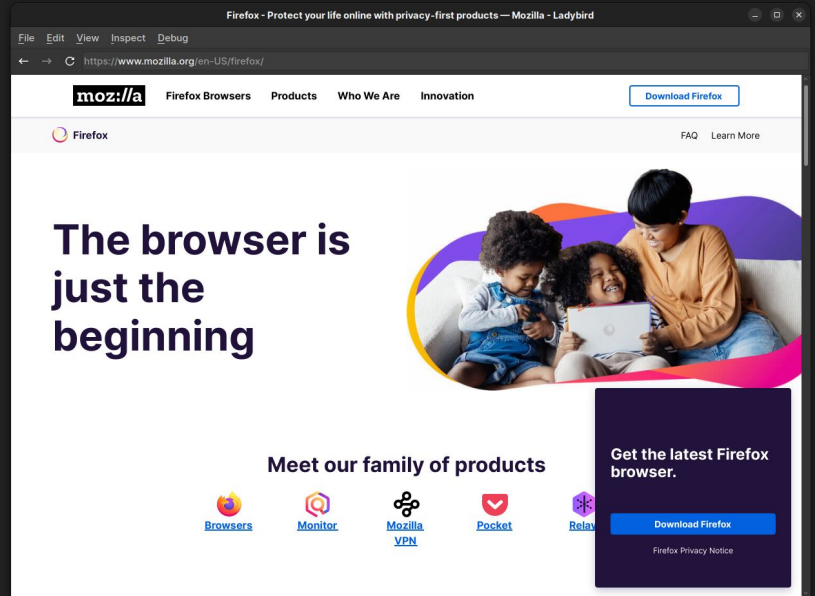 Firefox - Protect your life online with privacy-first products — Mozilla - Ladybird
File Edit View Inspect Debug
https://www.mozilla.org/en-US/firefox/
moz://a Firefox Browsers Products Who We Are Innovation Download Firefox
Firefox FAQ Learn More
The browser is
just the
beginning
Meet our family of products
Browsers Monitor Mozilla VPN Pocket Relay
Get the latest Firefox
browser.
Download Firefox
Firefox Privacy Notice